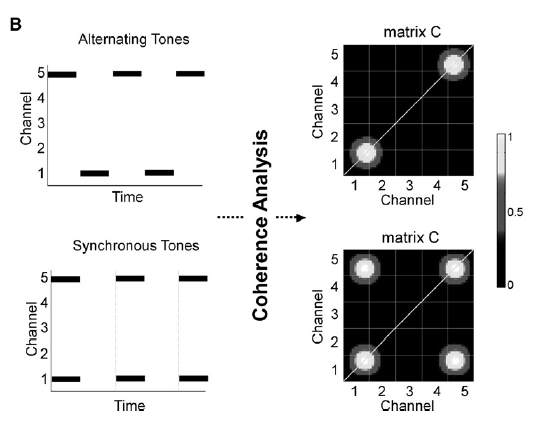 B
Alternating Tones
5
4
3
2
1
Channel
Time
Synchronous Tones
5
4
3
2
1
Channel
Time
Coherence Analysis
matrix C
5
4
3
2
1
Channel
1 2 3 4 5
Channel
matrix C
5
4
3
2
1
Channel
1 2 3 4 5
Channel
1
0.5
0